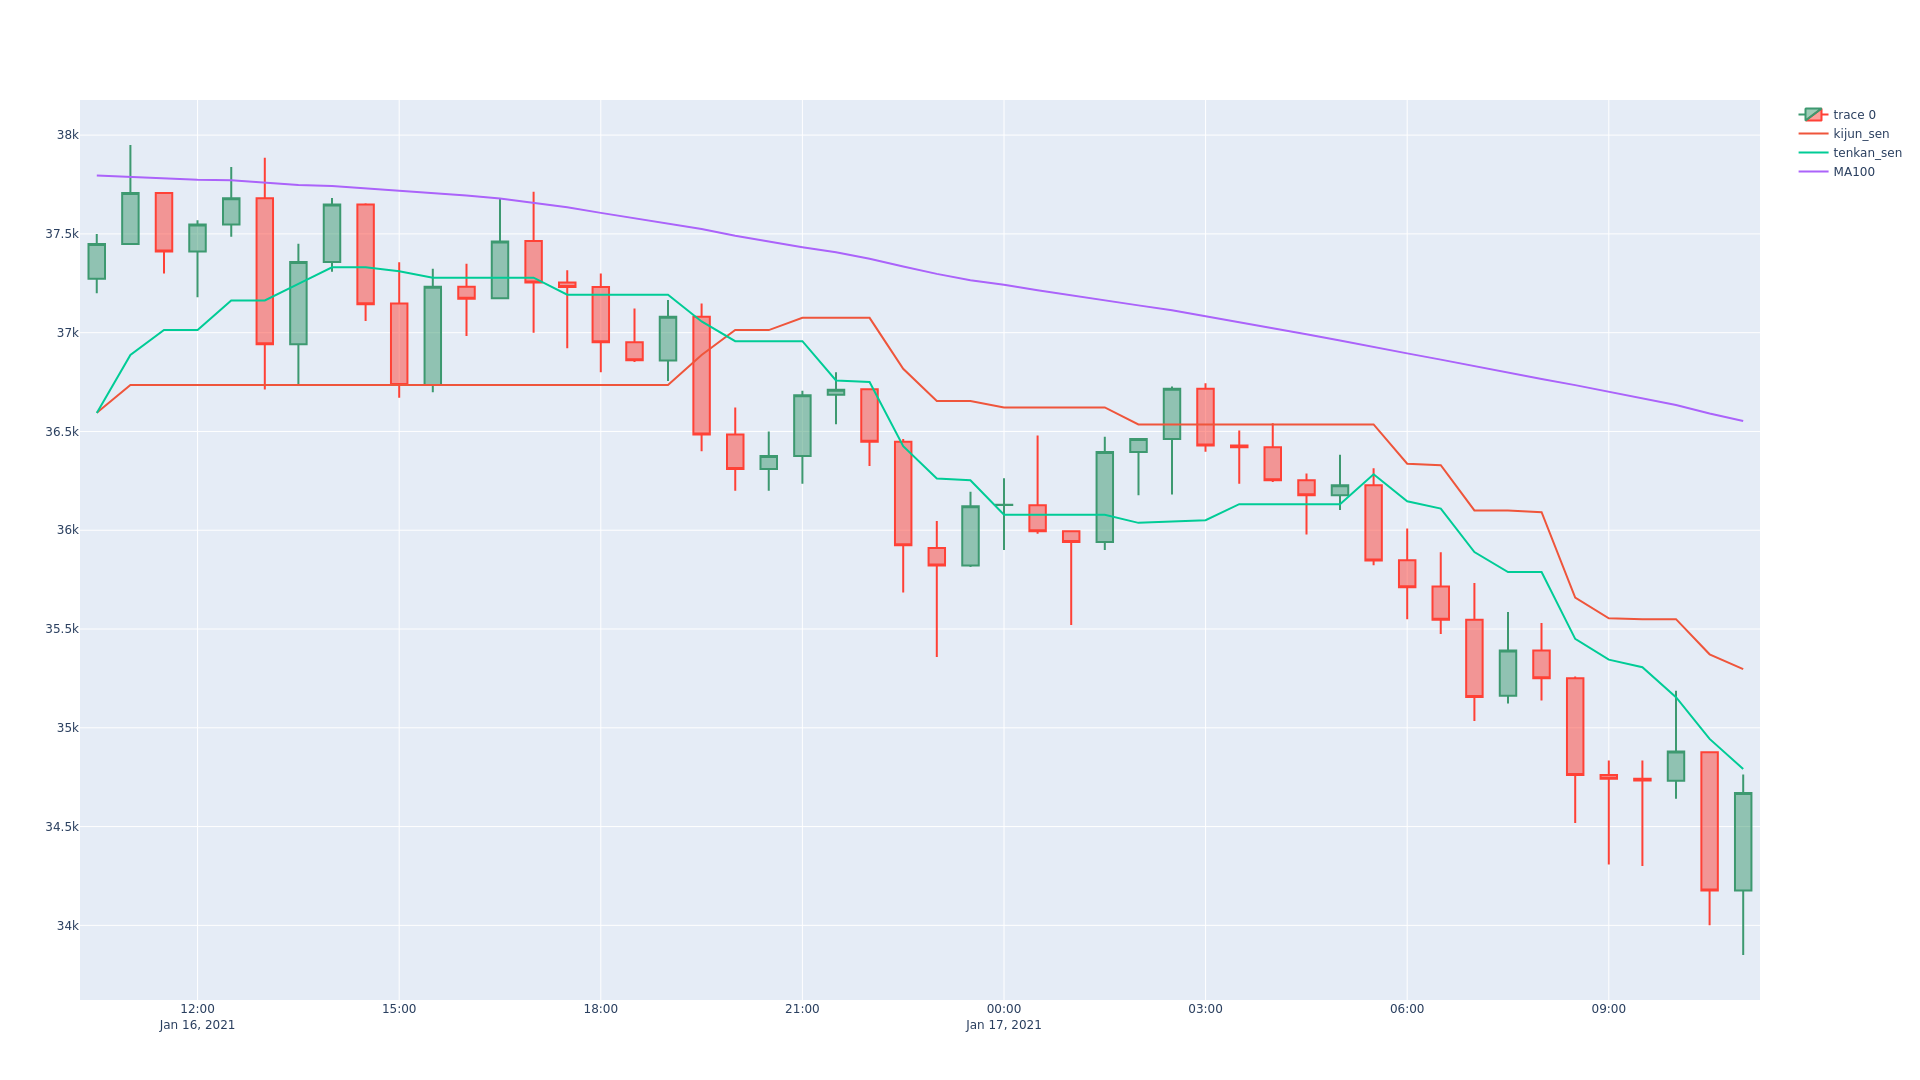 38k
37.5k
37k
36.5k
36k
35.5k
35k
34.5k
34k
12:00
Jan 16, 2021
15:00
18:00
21:00
00:00
Jan 17, 2021
03:00
06:00
09:00
trace 0
kijun_sen
tenkan_sen
MA100